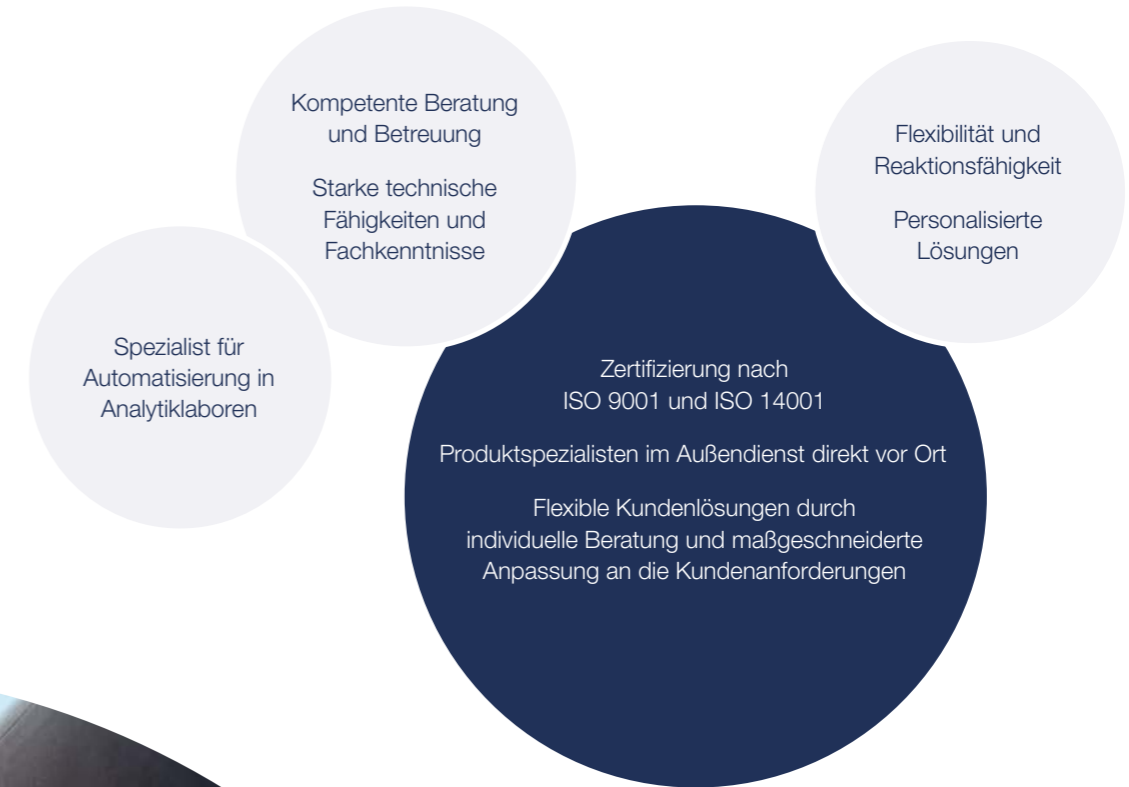 Kompetente Beratung
und Betreuung
Starke technische
Fähigkeiten und
Fachkenntnisse
Flexibilität und
Reaktionsfähigkeit
Personalisierte
Lösungen
Spezialist für
Automatisierung in
Analytiklaboren
Zertifizierung nach
ISO 9001 und ISO 14001
Produktspezialisten im Außendienst direkt vor Ort
Flexible Kundenlösungen durch
individuelle Beratung und maßgeschneiderte
Anpassung an die Kundenanforderungen